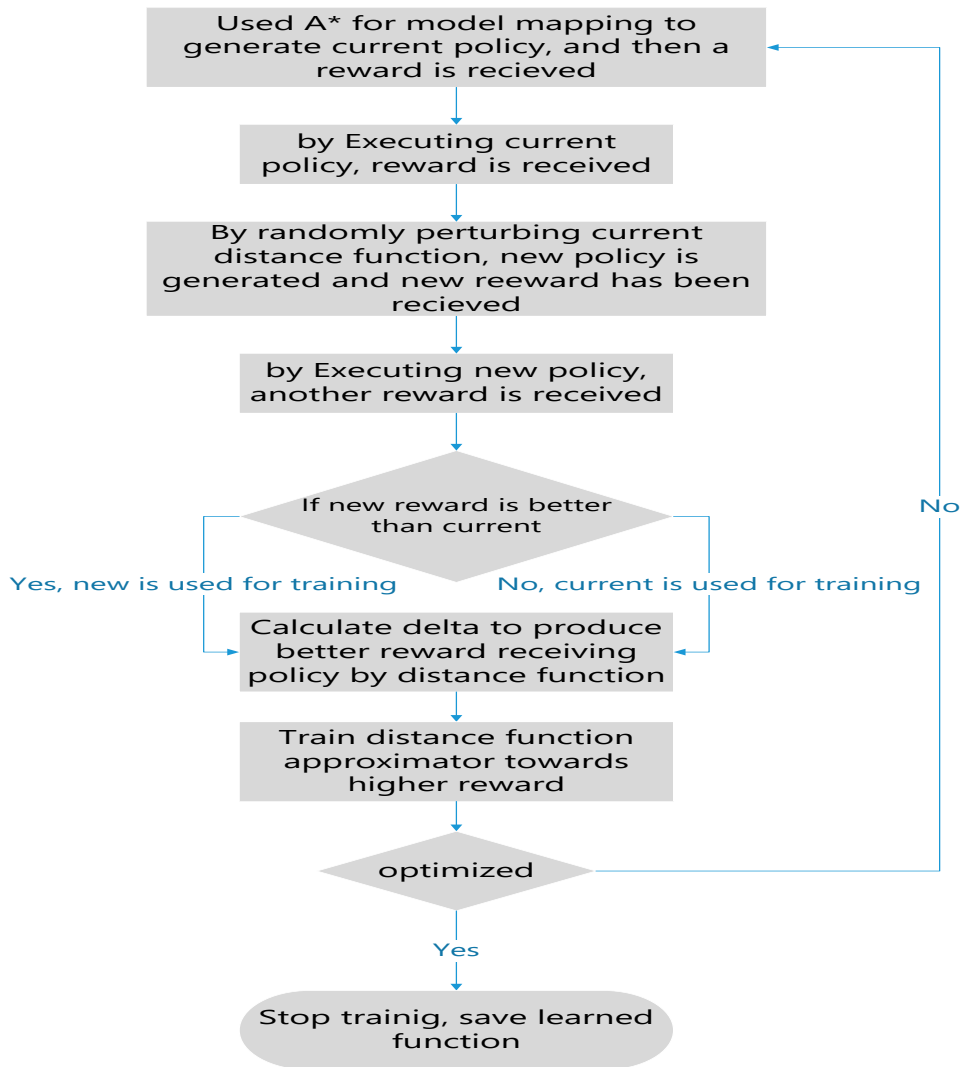 Used A* for model mapping to
generate current policy, and then a
reward is recieved
by Executing current
policy, reward is received
By randomly perturbing current
distance function, new policy is
generated and new reeward has been
recieved
by Executing new policy,
another reward is received
If new reward is better
than current
No
Yes, new is used for training
No, current is used for training
Calculate delta to produce
better reward receiving
policy by distance function
Train distance function
approximator towards
higher reward
optimized
Yes
Stop trainig, save learned
function